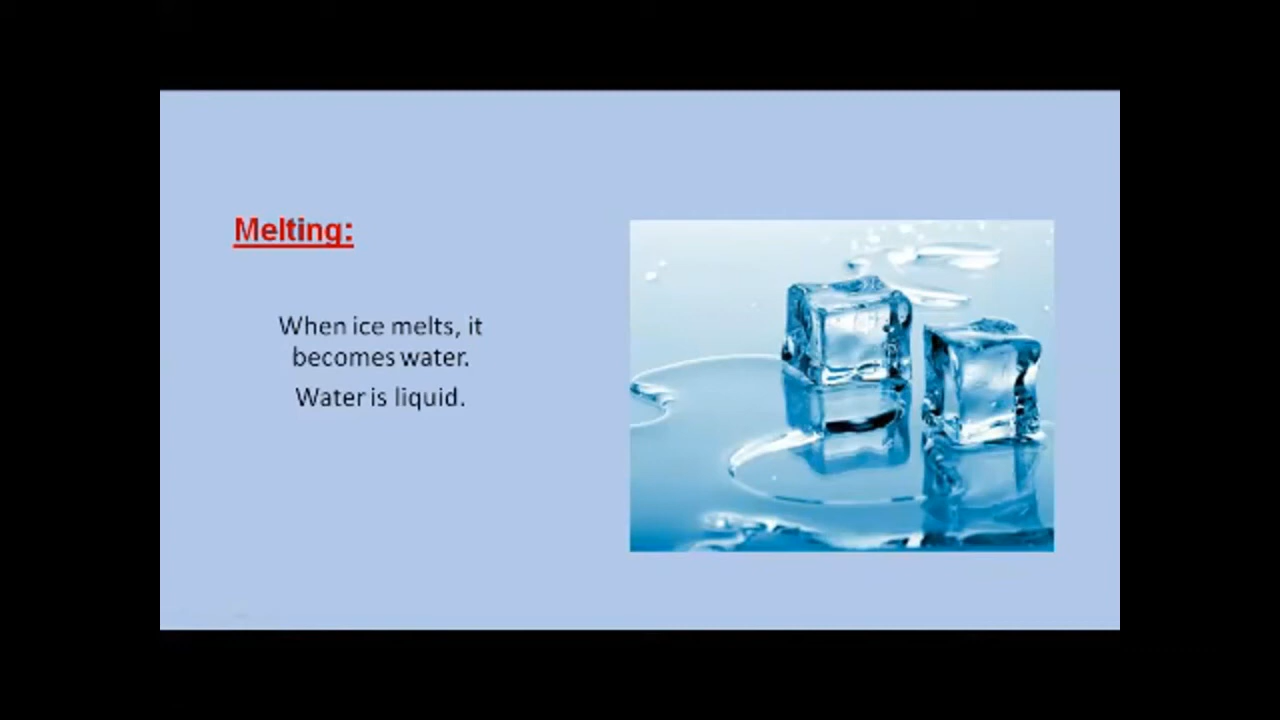 Melting:
When ice melts, it
becomes water.
Water is liquid.